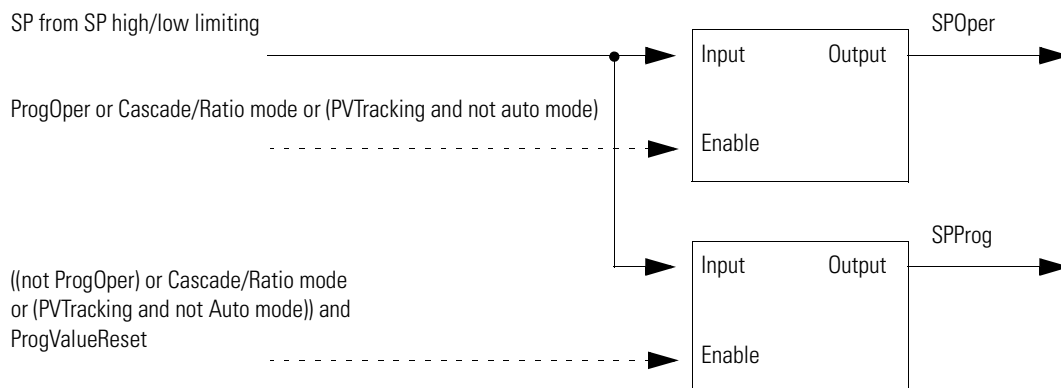 SP from SP high/low limiting
SPOper
Input Output
ProgOper or Cascade/Ratio mode or (PVTracking and not auto mode)
Enable
SPProg
Input Output
((not ProgOper) or Cascade/Ratio mode
or (PVTracking and not Auto mode)) and
ProgValueReset
Enable